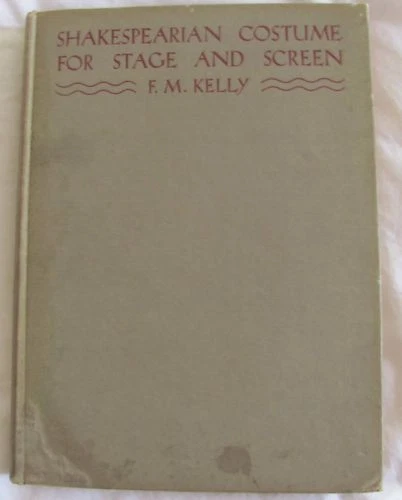 SHAKESPEARIAN COSTUME
FOR STAGE AND SCREEN
F. M. KELLY